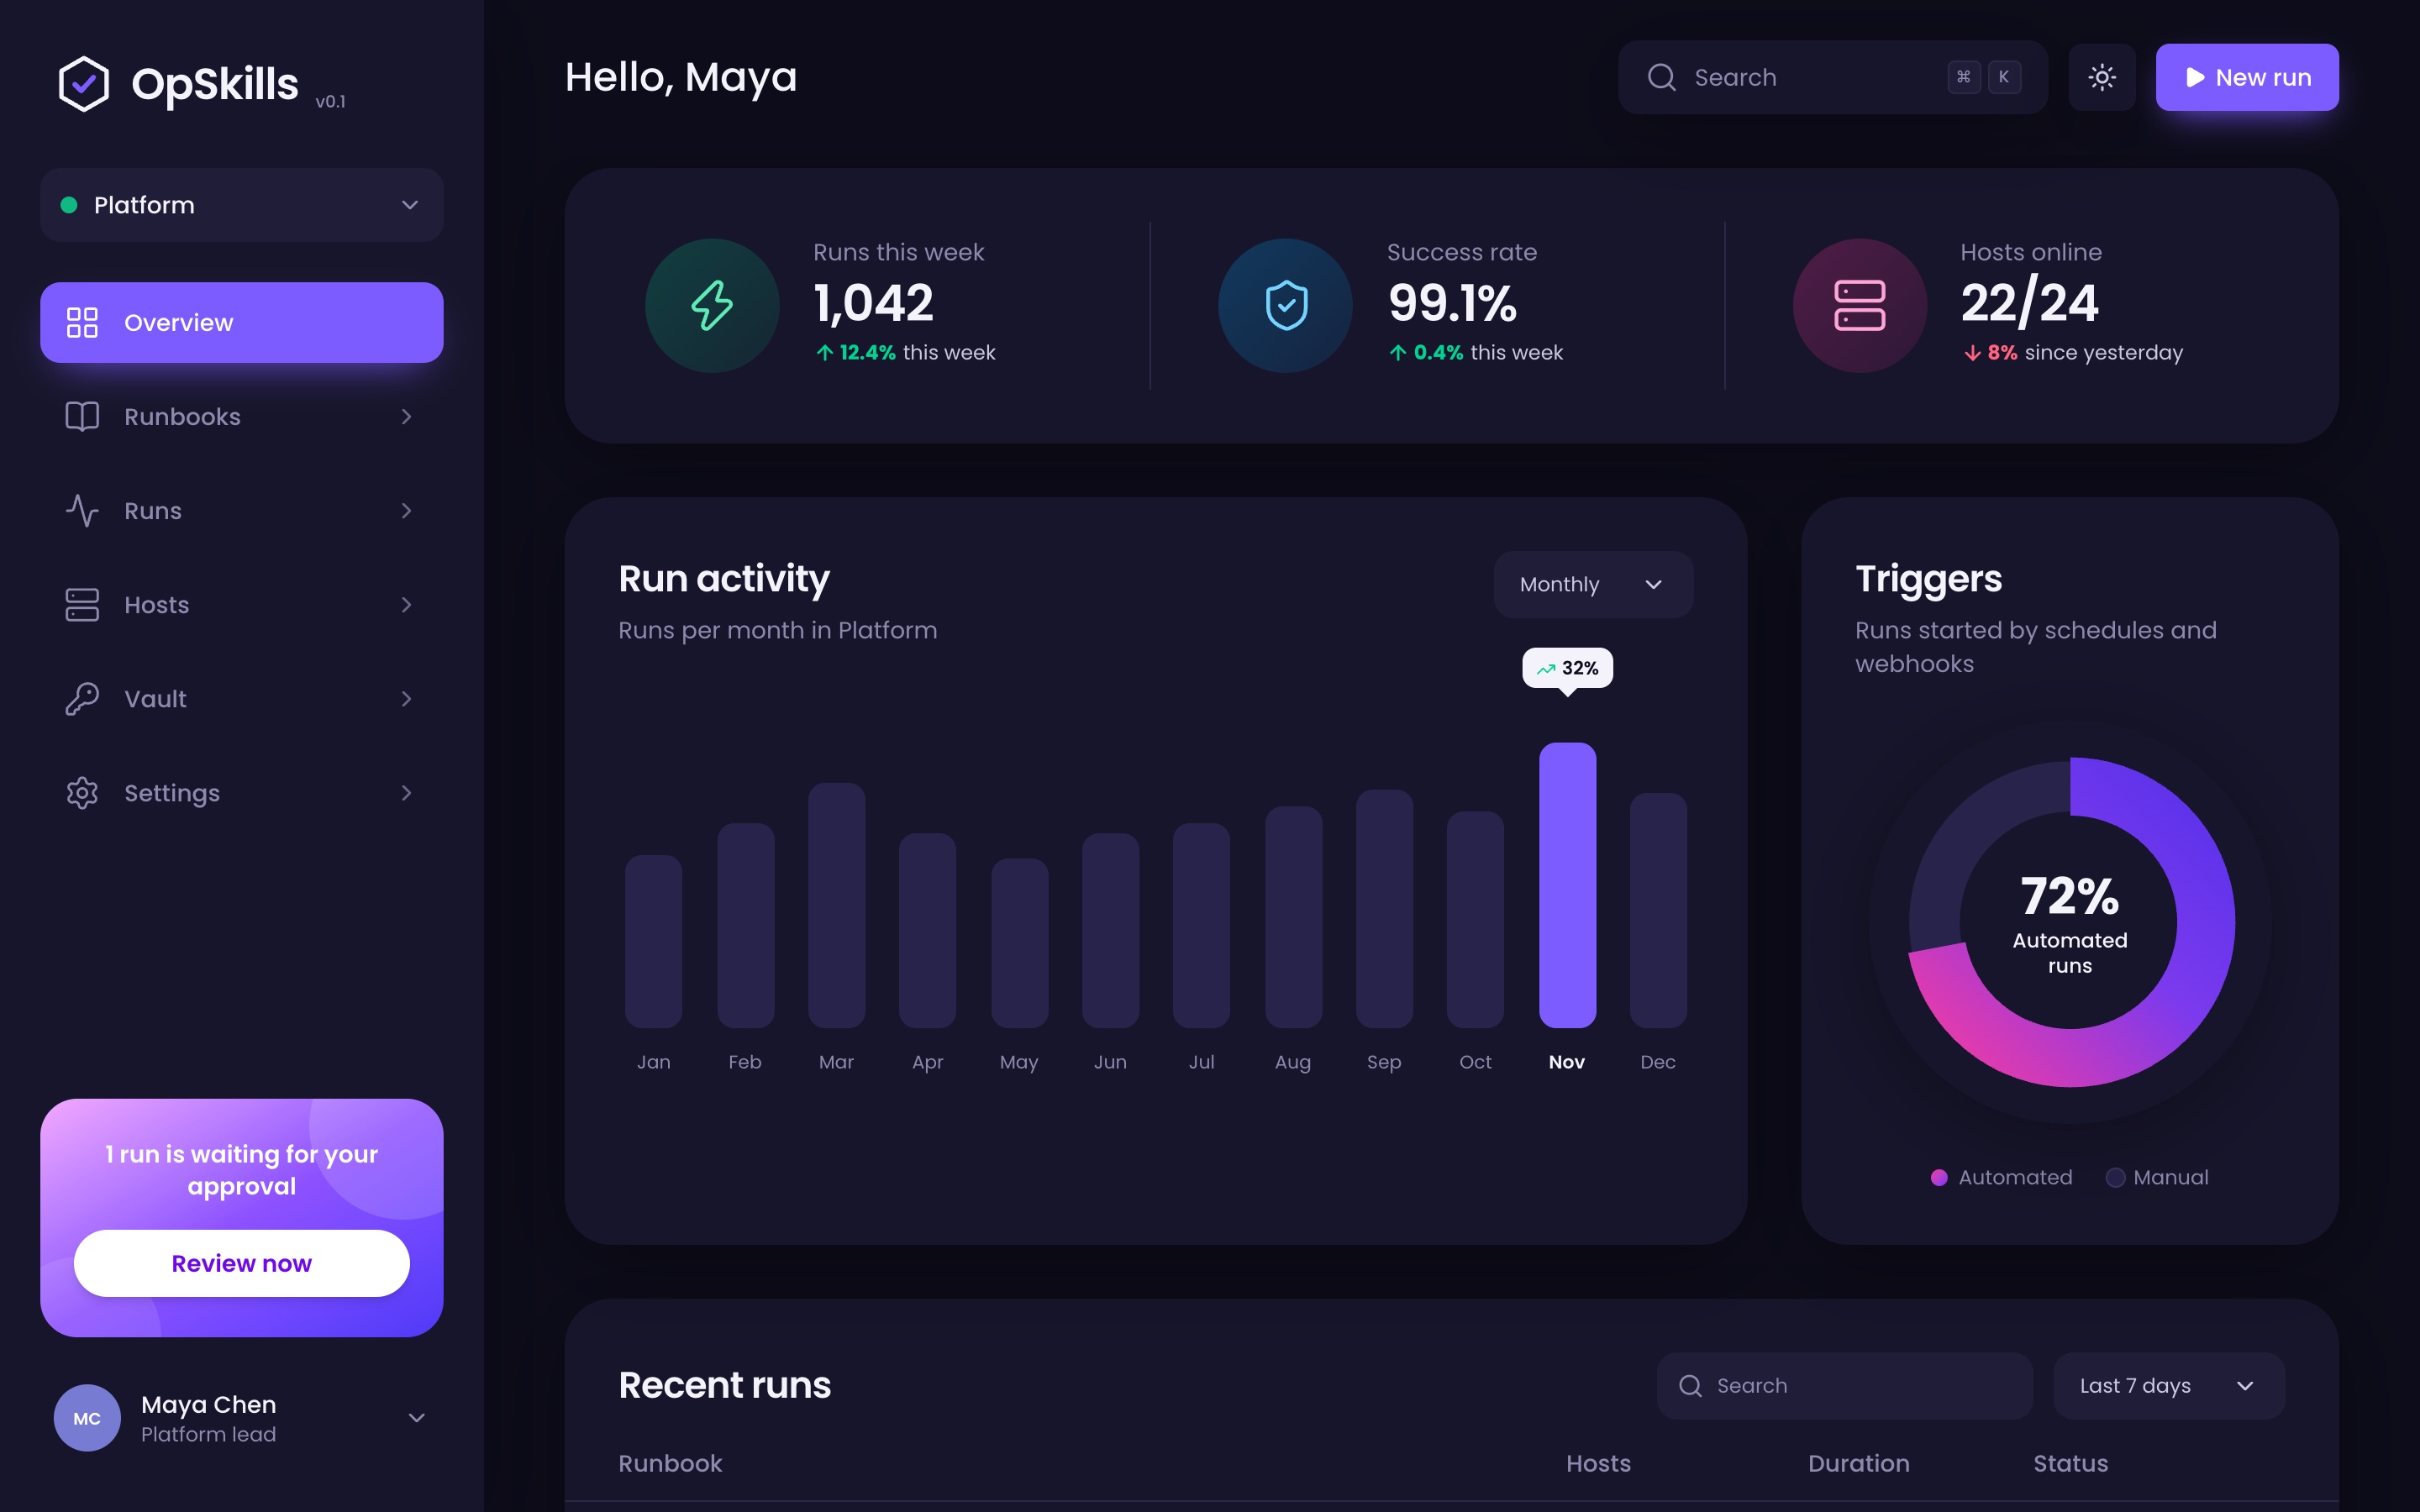 OpSkills v0.1
Platform
Overview
Runbooks
Runs
Hosts
Vault
Settings
1 run is waiting for your
approval
Review now
MC
Maya Chen
Platform lead
Hello, Maya
Search
⌘ K
New run
Runs this week
1,042
12.4% this week
Success rate
99.1%
0.4% this week
Hosts online
22/24
8% since yesterday
Run activity
Runs per month in Platform
Monthly
32%
Jan Feb Mar Apr May Jun Jul Aug Sep Oct Nov Dec
Triggers
Runs started by schedules and
webhooks
72%
Automated
runs
Automated
Manual
Recent runs
Search
Last 7 days
Runbook Hosts Duration Status